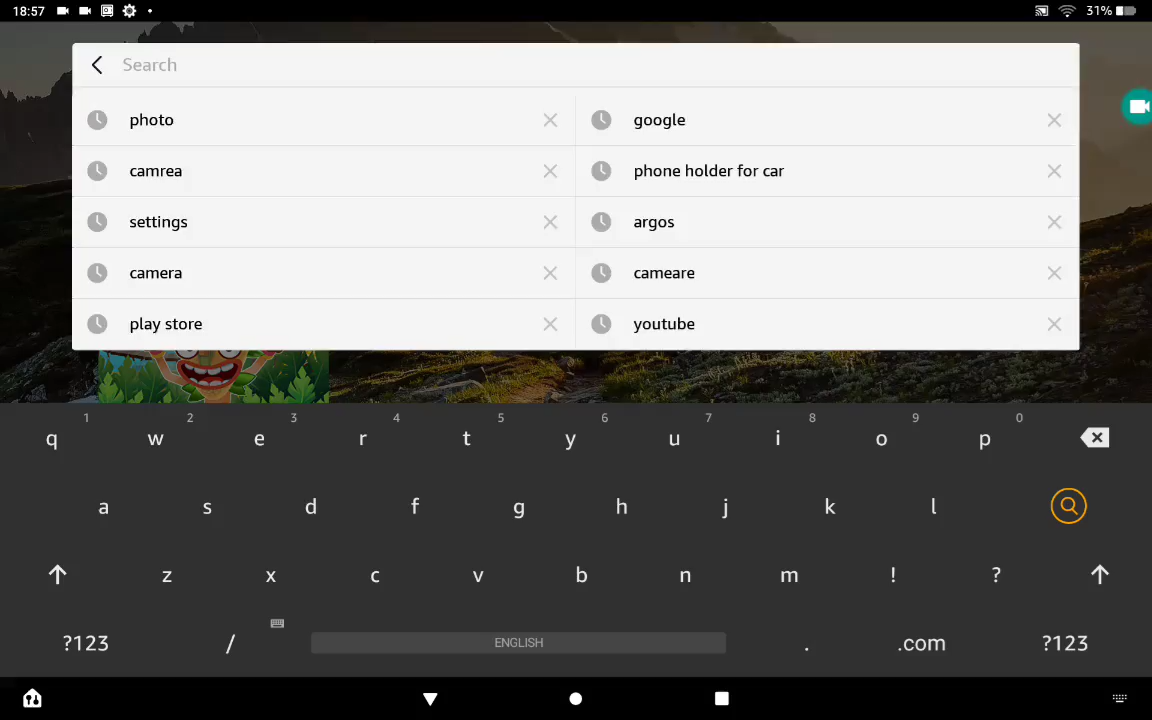 18:57 31%
Search
photo google
camrea phone holder for car
settings argos
camera cameare
play store youtube
1 2 3 4 5 6 7 8 9 0
q w e r t y u i o p
a s d f g h j k l
z x c v b n m ! ?
?123 / ENGLISH . .com ?123